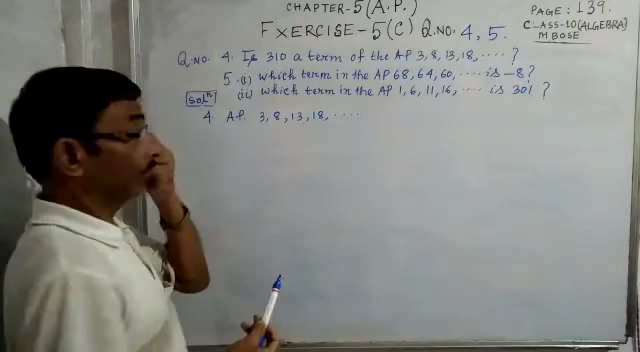 CHAPTER-5(A.P.)
PAGE: 139.
EXERCISE-5(C) Q.NO. 4, 5.
CLASS-10(ALGEBRA)
MBOSE
Q.NO. 4. Is 310 a term of the AP 3, 8, 13, 18, ..... ?
5. (i) which term in the AP 68, 64, 60, ..... is -8?
(ii) which term in the AP 1, 6, 11, 16, ..... is 301 ?
Solⁿ
4. A.P. 3, 8, 13, 18, ......